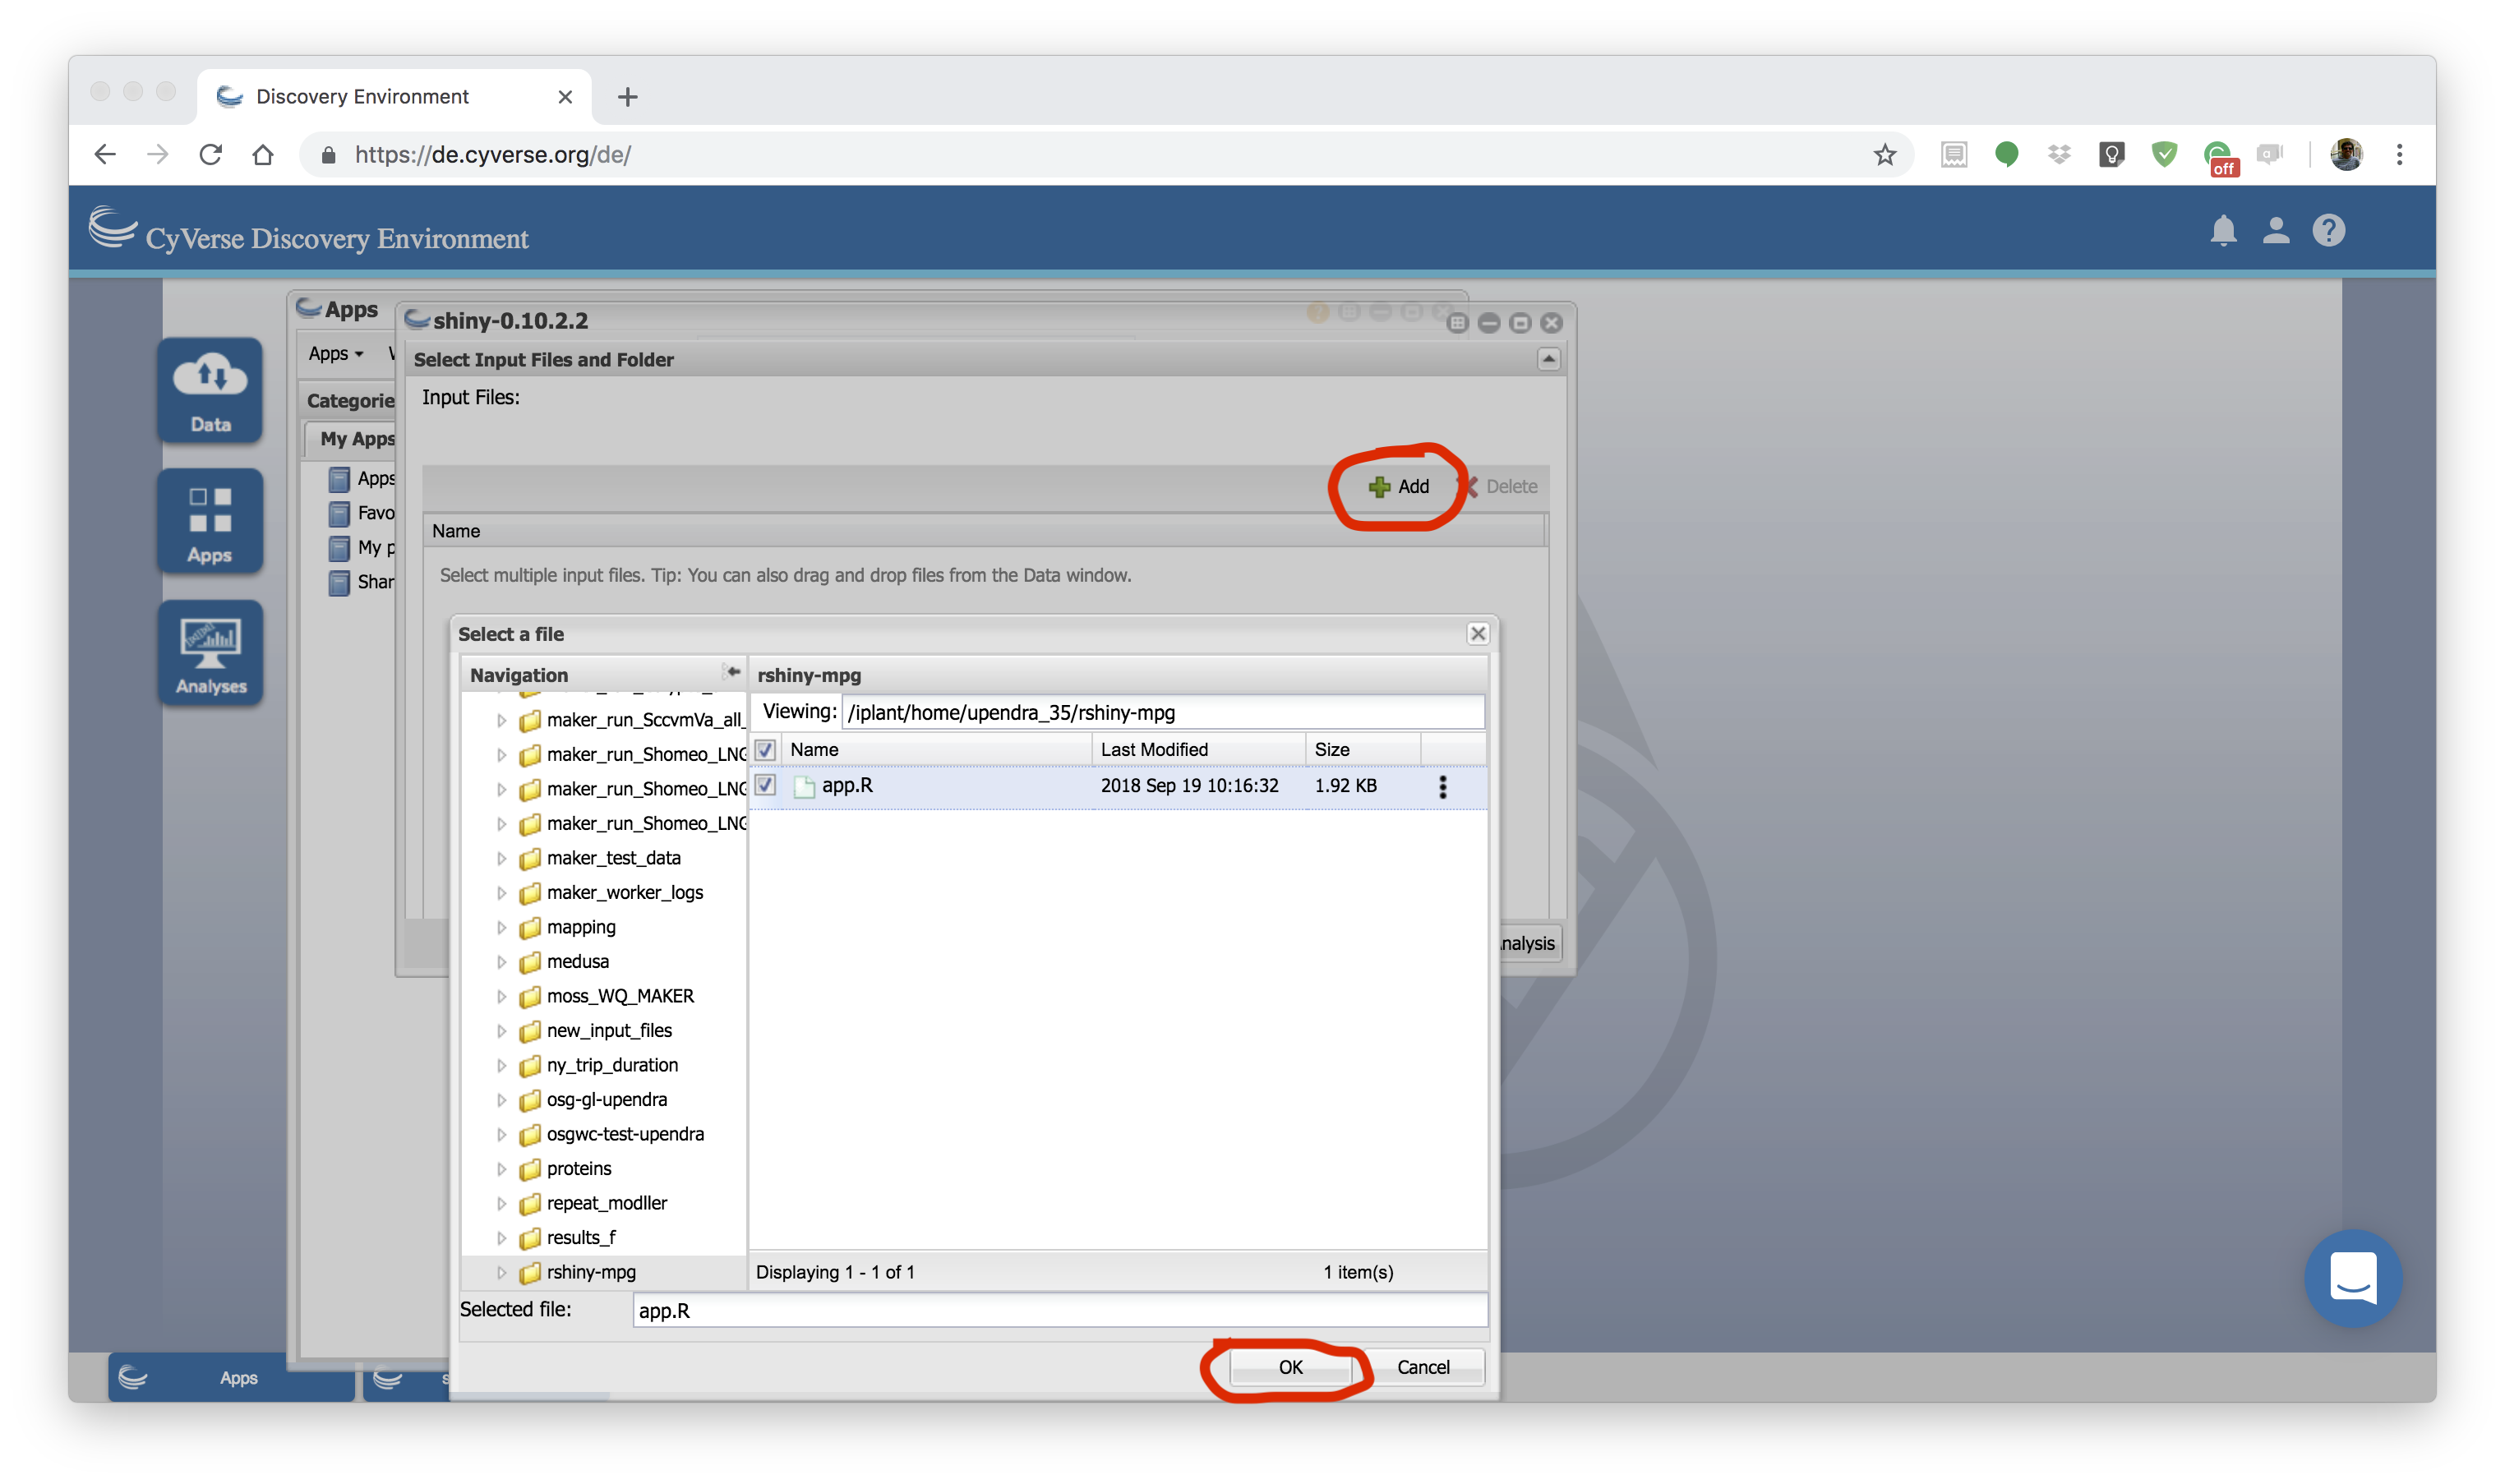 Discovery Environment
https://de.cyverse.org/de/
off
CyVerse Discovery Environment
Data
Apps
Analyses
Apps
Apps
Categorie
My Apps
Apps
Favo
My p
Shar
shiny-0.10.2.2
Select Input Files and Folder
Input Files:
Add
Delete
Name
Select multiple input files. Tip: You can also drag and drop files from the Data window.
nalysis
Select a file
Navigation
maker_run_SccvmVa_all_
maker_run_Shomeo_LNG
maker_run_Shomeo_LNG
maker_run_Shomeo_LNG
maker_test_data
maker_worker_logs
mapping
medusa
moss_WQ_MAKER
new_input_files
ny_trip_duration
osg-gl-upendra
osgwc-test-upendra
proteins
repeat_modller
results_f
rshiny-mpg
rshiny-mpg
Viewing: /iplant/home/upendra_35/rshiny-mpg
Name Last Modified Size
app.R 2018 Sep 19 10:16:32 1.92 KB
Displaying 1 - 1 of 1 1 item(s)
Selected file: app.R
OK Cancel
Apps
s